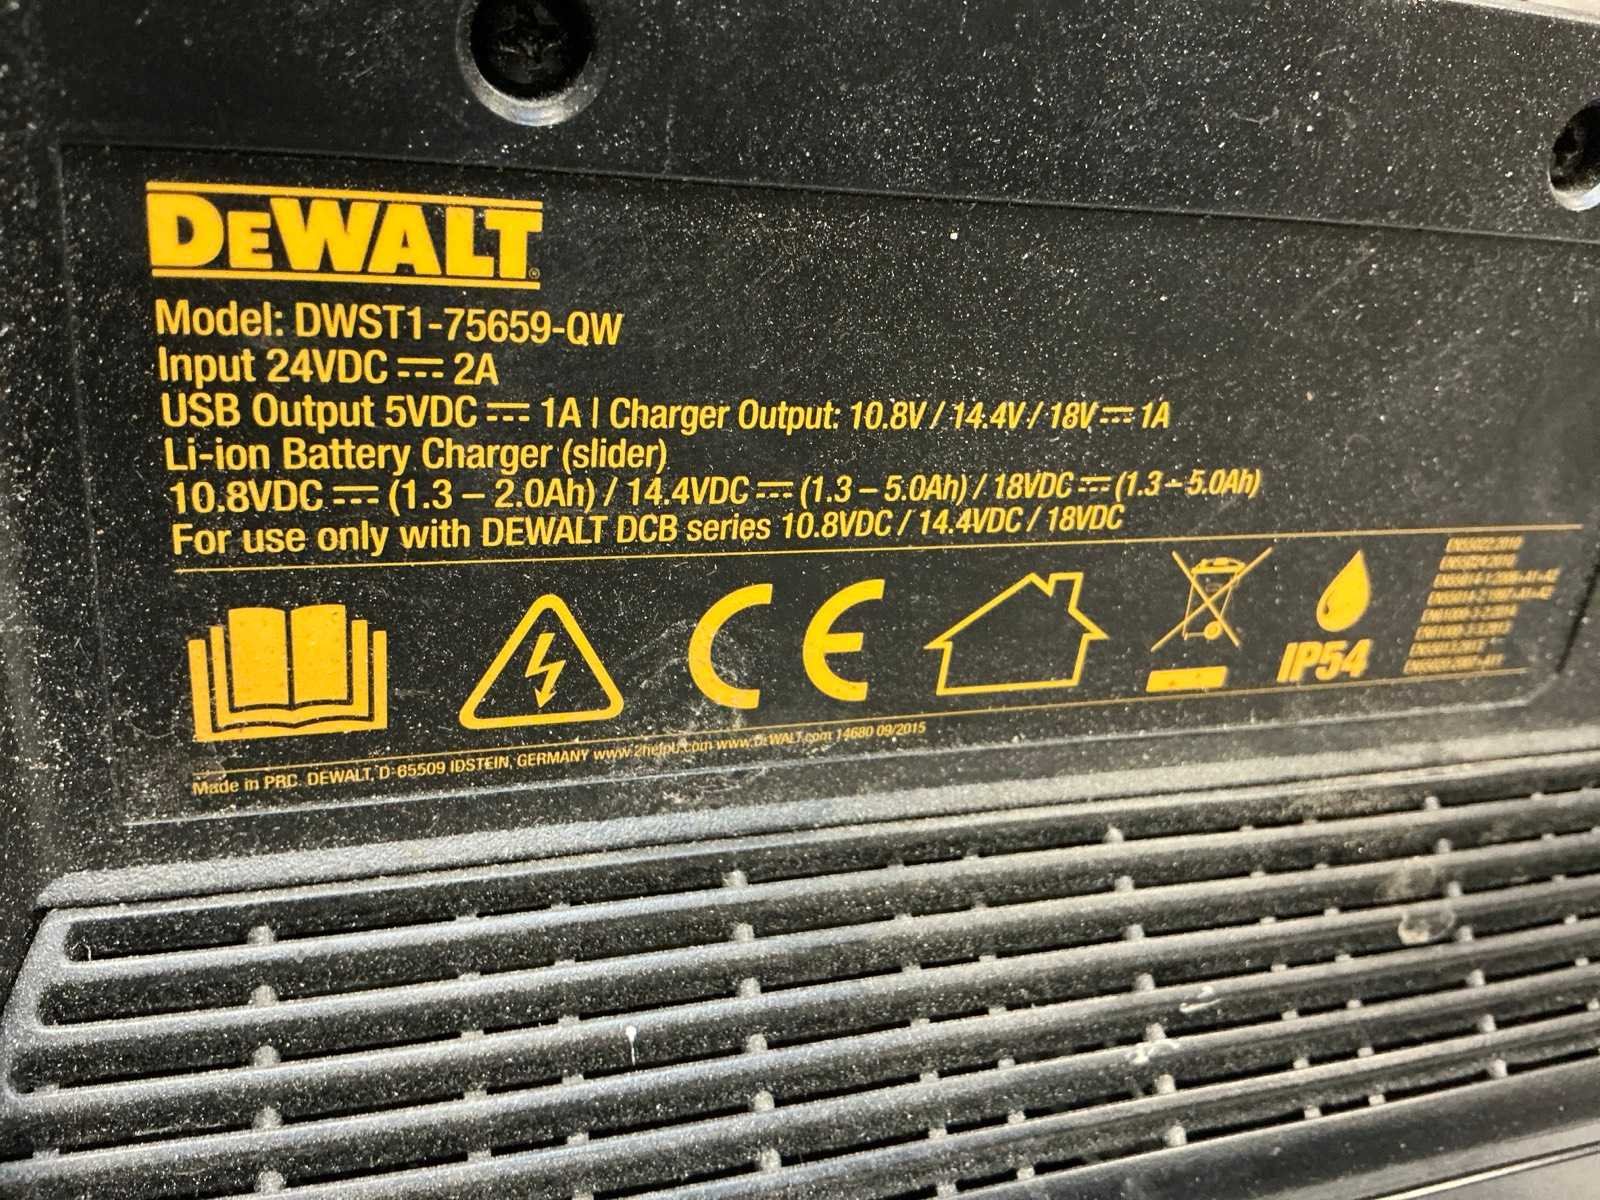 DEWALT®
Model: DWST1-75659-QW
Input 24VDC ⎓ 2A
USB Output 5VDC ⎓ 1A | Charger Output: 10.8V / 14.4V / 18V ⎓ 1A
Li-ion Battery Charger (slider)
10.8VDC ⎓ (1.3 – 2.0Ah) / 14.4VDC ⎓ (1.3 – 5.0Ah) / 18VDC ⎓ (1.3 – 5.0Ah)
For use only with DEWALT DCB series 10.8VDC / 14.4VDC / 18VDC
CE
IP54
Made in PRC. DEWALT, D-65509 IDSTEIN, GERMANY www.2helpU.com www.DEWALT.com 14680 09/2015